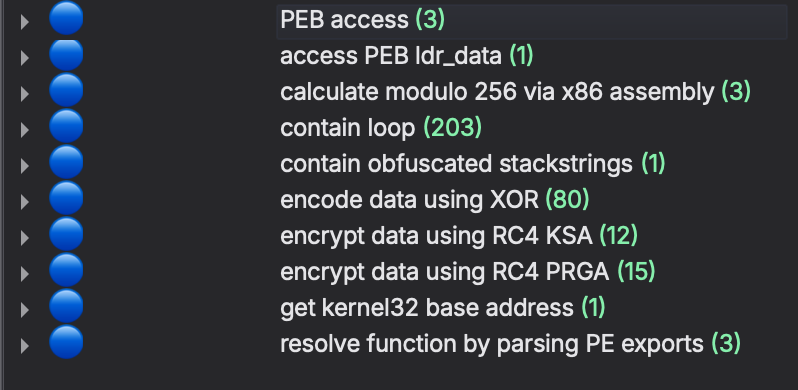 PEB access (3)
access PEB ldr_data (1)
calculate modulo 256 via x86 assembly (3)
contain loop (203)
contain obfuscated stackstrings (1)
encode data using XOR (80)
encrypt data using RC4 KSA (12)
encrypt data using RC4 PRGA (15)
get kernel32 base address (1)
resolve function by parsing PE exports (3)